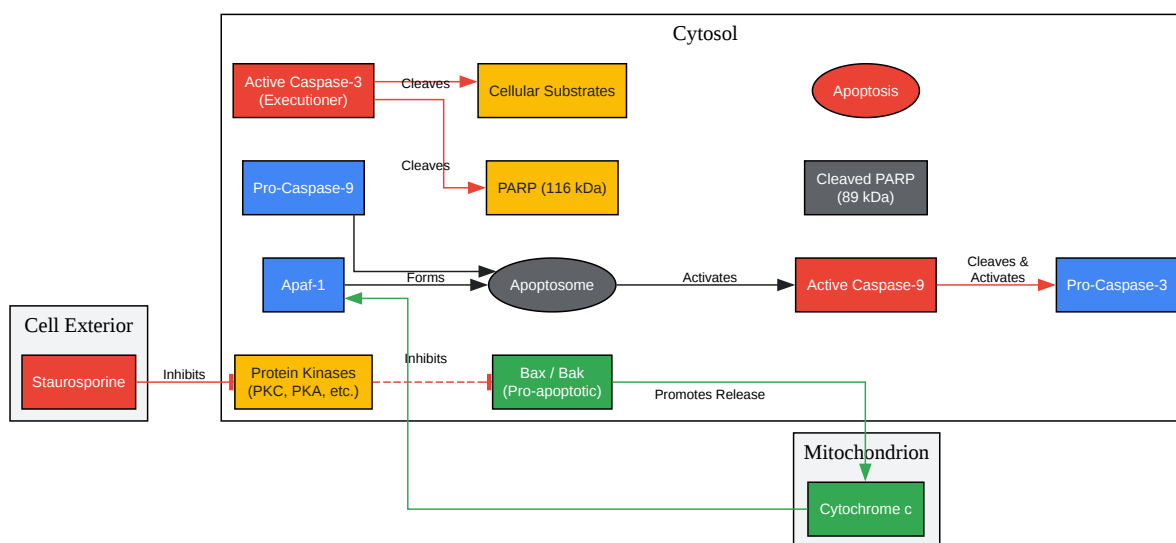 Cytosol
Active Caspase-3
(Executioner)
Cleaves
Cellular Substrates
Apoptosis
Cleaves
Pro-Caspase-9
PARP (116 kDa)
Cleaved PARP
(89 kDa)
Apaf-1
Forms
Apoptosome
Activates
Active Caspase-9
Cleaves &
Activates
Pro-Caspase-3
Cell Exterior
Staurosporine
Inhibits
Protein Kinases
(PKC, PKA, etc.)
Inhibits
Bax / Bak
(Pro-apoptotic)
Promotes Release
Mitochondrion
Cytochrome c